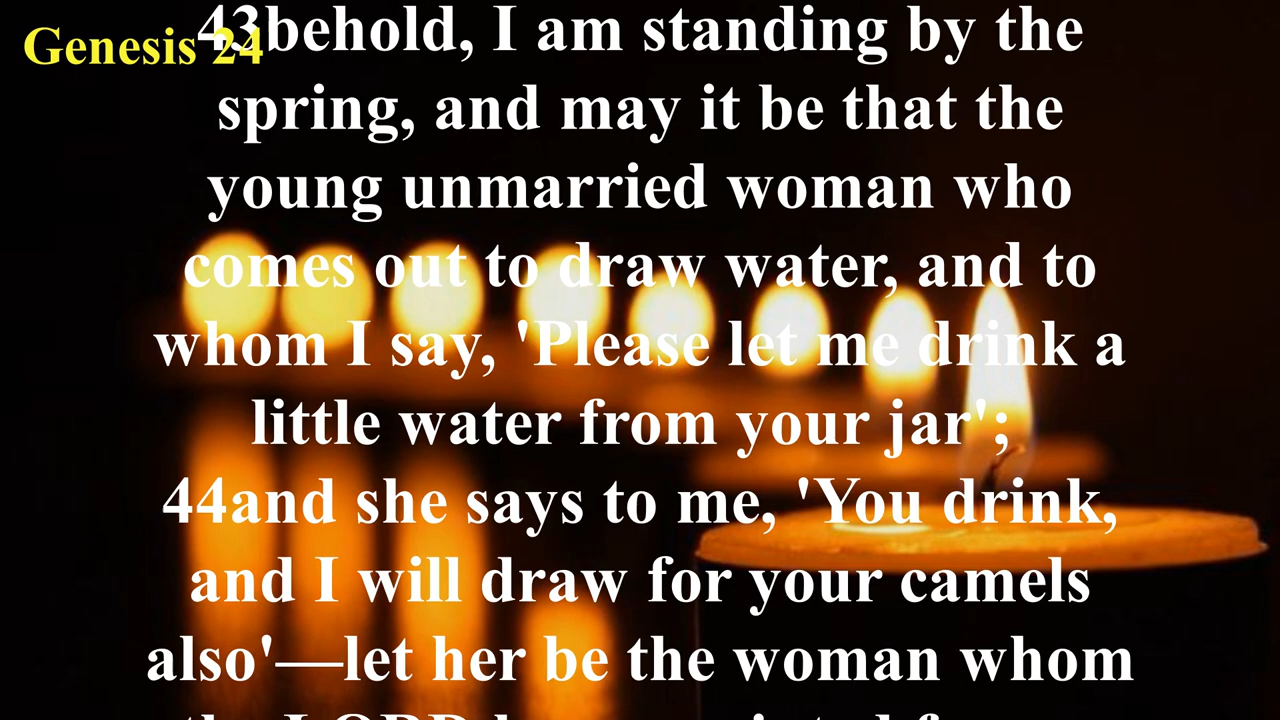 Genesis 24
43behold, I am standing by the
spring, and may it be that the
young unmarried woman who
comes out to draw water, and to
whom I say, 'Please let me drink a
little water from your jar';
44and she says to me, 'You drink,
and I will draw for your camels
also'—let her be the woman whom
the LORD